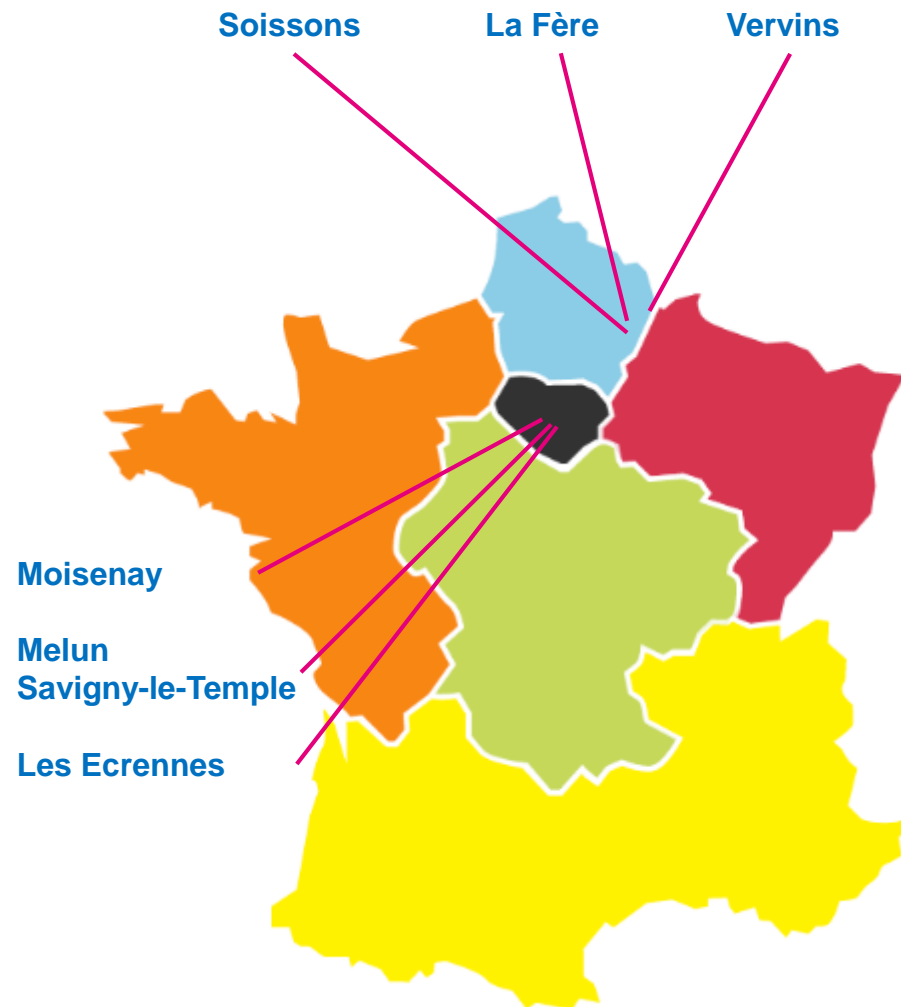 Soissons La Fère Vervins
Moisenay
Melun
Savigny-le-Temple
Les Ecrennes